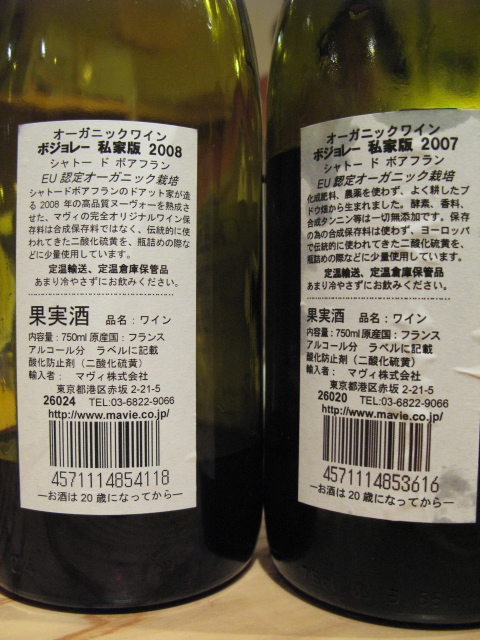 オーガニックワイン
ボジョレー 私家版 2008
シャトー ド ボアフラン
EU 認定オーガニック栽培
シャトードボアフランのドアット家が造
る 2008 年の高品質ヌーヴォーを熟成さ
せた、マヴィの完全オリジナルワイン保
存料は合成保存料ではなく、伝統的に使
われてきた二酸化硫黄を、瓶詰めの際な
どに少量使用しています。
定温輸送、定温倉庫保管品
あまり冷やさずにお飲みください。
果実酒 品名：ワイン
内容量：750ml 原産国：フランス
アルコール分 ラベルに記載
酸化防止剤（二酸化硫黄）
輸入者： マヴィ株式会社
東京都港区赤坂 2-21-5
26024 TEL:03-6822-9066
http://www.mavie.co.jp/
4571114854118
―お酒は 20 歳になってから―
オーガニックワイン
ボジョレー 私家版 2007
シャトー ド ボアフラン
EU 認定オーガニック栽培
化成肥料、農薬を使わず、よく耕したブ
ドウ畑から生まれました。酵素、香料、
合成タンニン等は一切無添加です。保存
の為の合成保存料は使わず、ヨーロッパ
で伝統的に使われてきた二酸化硫黄を、
瓶詰めの際などに少量使用しています。
定温輸送、定温倉庫保管品
あまり冷やさずにお飲みください。
果実酒 品名：ワイン
内容量：750ml 原産国：フランス
アルコール分 ラベルに記載
酸化防止剤（二酸化硫黄）
輸入者： マヴィ株式会社
東京都港区赤坂 2-21-5
26020 TEL:03-6822-9066
http://www.mavie.co.jp/
4571114853616
―お酒は 20 歳になってから―